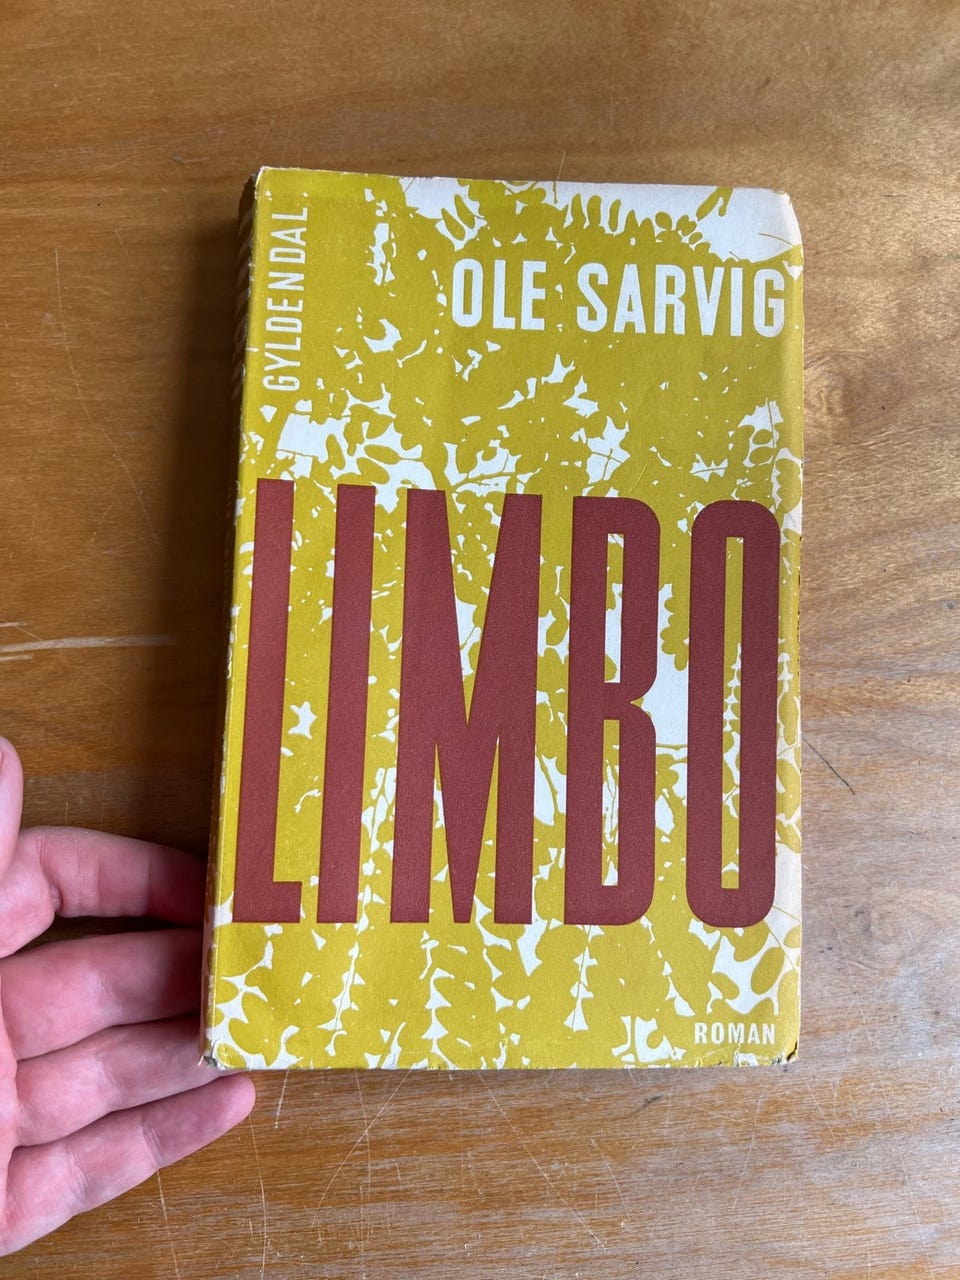 GYLDENDAL
OLE SARVIG
LIMBO
ROMAN